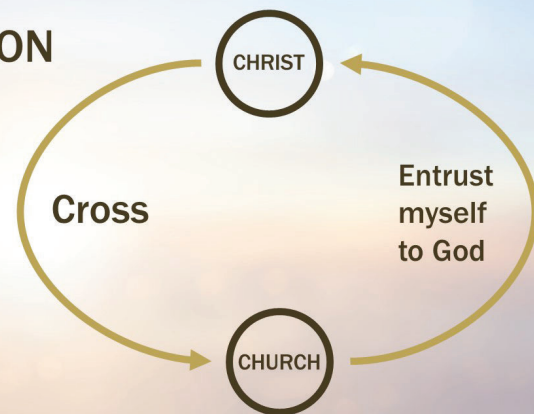 ON
CHRIST
Cross
Entrust
myself
to God
CHURCH